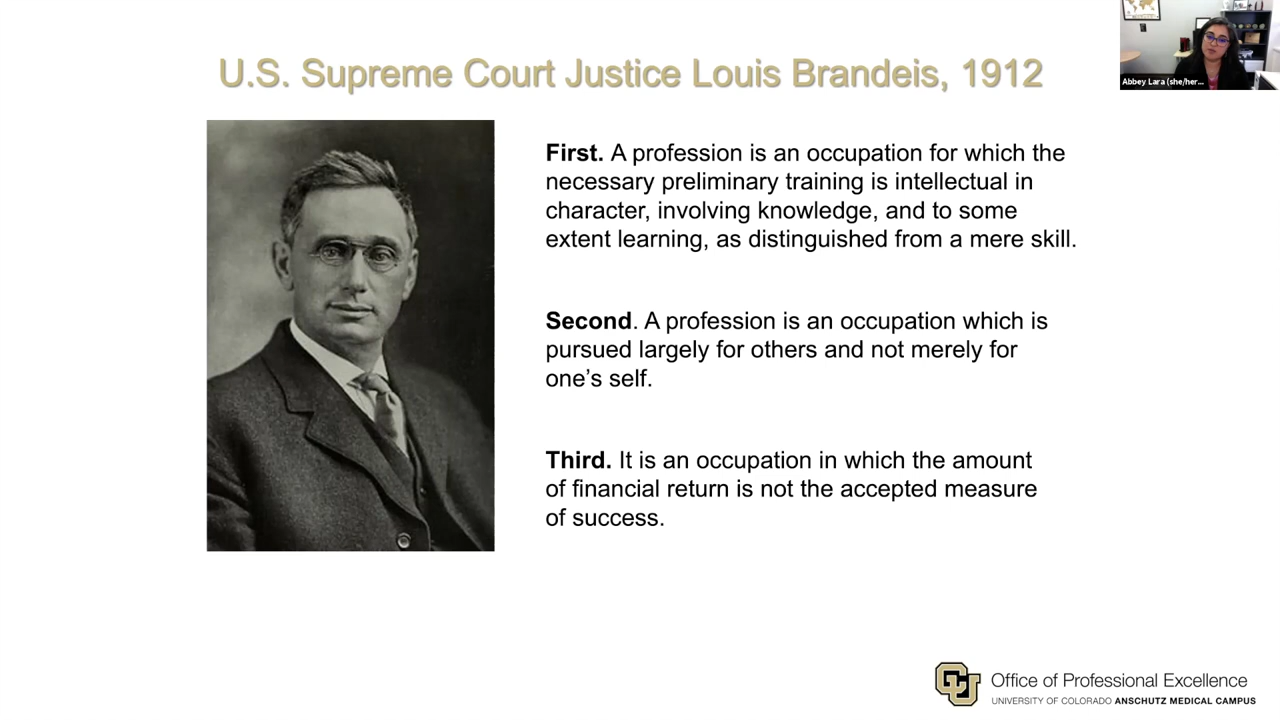 U.S. Supreme Court Justice Louis Brandeis, 1912
Abbey Lara (she/her...
First. A profession is an occupation for which the
necessary preliminary training is intellectual in
character, involving knowledge, and to some
extent learning, as distinguished from a mere skill.
Second. A profession is an occupation which is
pursued largely for others and not merely for
one’s self.
Third. It is an occupation in which the amount
of financial return is not the accepted measure
of success.
CU
Office of Professional Excellence
UNIVERSITY OF COLORADO ANSCHUTZ MEDICAL CAMPUS